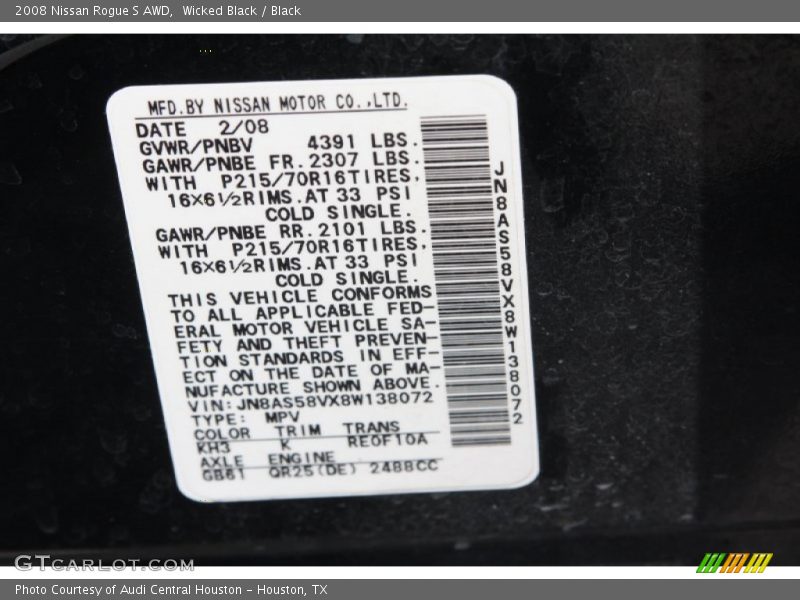 2008 Nissan Rogue S AWD,  Wicked Black / Black
MFD.BY NISSAN MOTOR CO.,LTD.
DATE 2/08
GVWR/PNBV 4391 LBS.
GAWR/PNBE FR.2307 LBS.
WITH P215/70R16TIRES,
16X6½RIMS.AT 33 PSI
COLD SINGLE.
GAWR/PNBE RR.2101 LBS.
WITH P215/70R16TIRES,
16X6½RIMS.AT 33 PSI
COLD SINGLE.
THIS VEHICLE CONFORMS
TO ALL APPLICABLE FED-
ERAL MOTOR VEHICLE SA-
FETY AND THEFT PREVEN-
TION STANDARDS IN EFF-
ECT ON THE DATE OF MA-
NUFACTURE SHOWN ABOVE.
VIN:JN8AS58VX8W138072
TYPE: MPV
COLOR TRIM TRANS
KH3 K RE0F10A
AXLE ENGINE
GB61 QR25(DE) 2488CC
JN8AS58VX8W138072
GTCARLOT.COM
Photo Courtesy of Audi Central Houston - Houston, TX